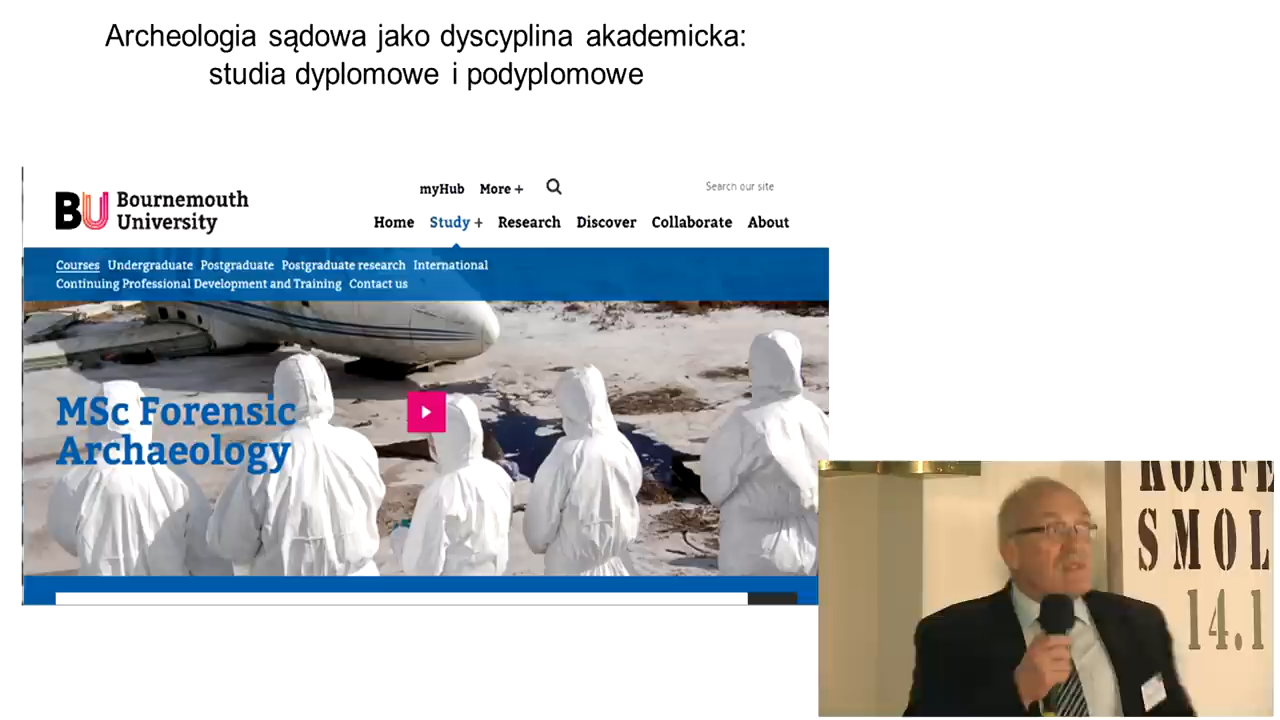 Archeologia sądowa jako dyscyplina akademicka:
studia dyplomowe i podyplomowe
myHub More +
Search our site
BU Bournemouth
University
Home Study + Research Discover Collaborate About
Courses Undergraduate Postgraduate Postgraduate research International
Continuing Professional Development and Training Contact us
MSc Forensic
Archaeology
KONFE
SMOL
14.1